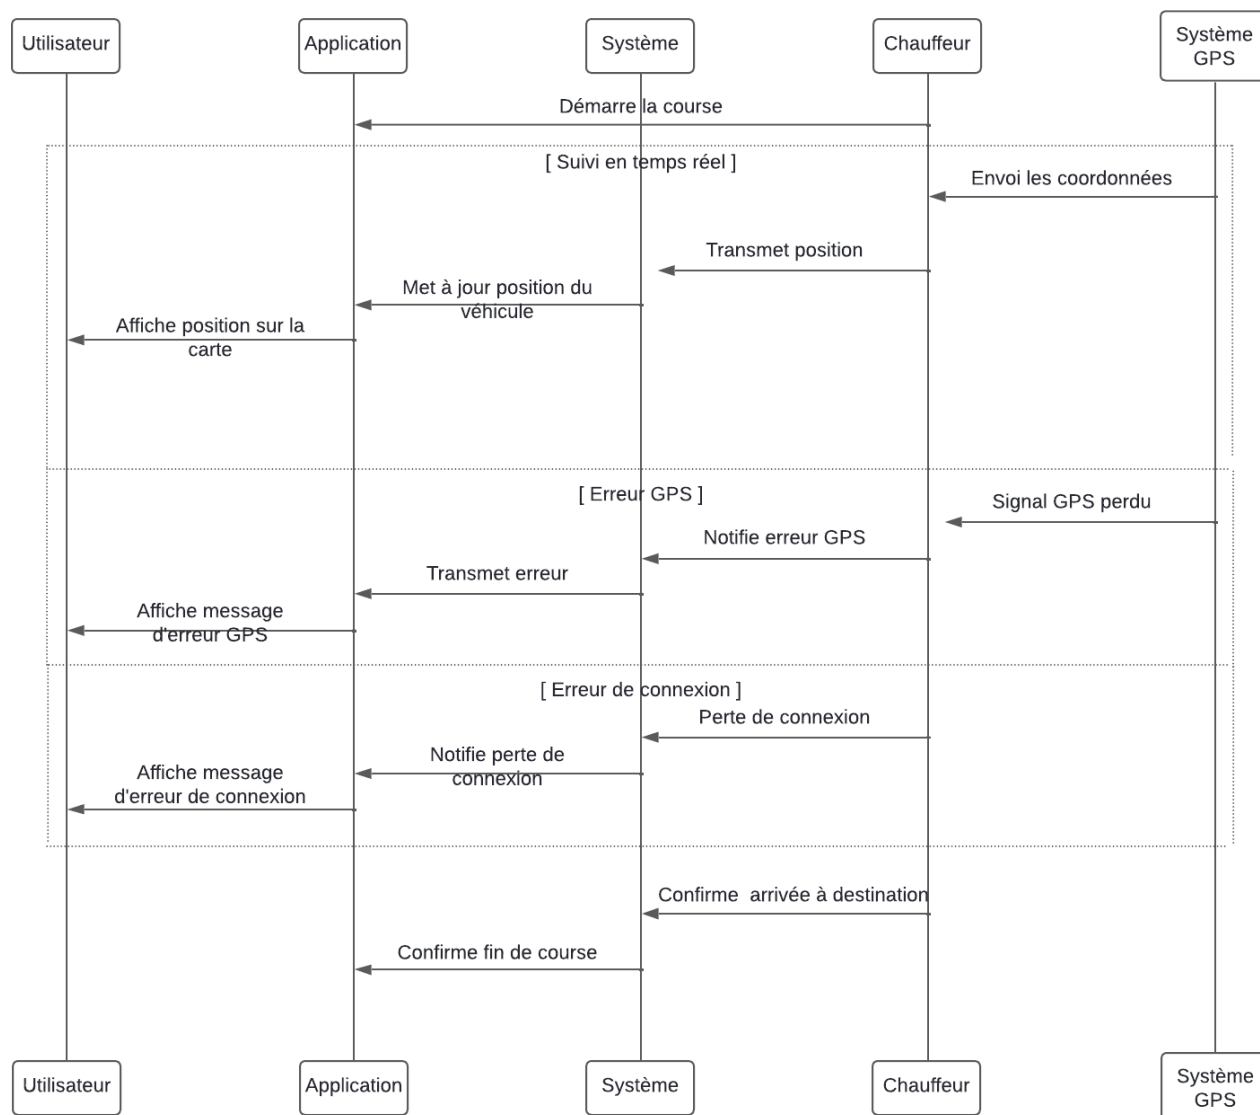 Utilisateur
Application
Système
Chauffeur
Système
GPS
Démarre la course
[ Suivi en temps réel ]
Envoi les coordonnées
Transmet position
Met à jour position du
véhicule
Affiche position sur la
carte
[ Erreur GPS ]
Signal GPS perdu
Notifie erreur GPS
Transmet erreur
Affiche message
d'erreur GPS
[ Erreur de connexion ]
Perte de connexion
Notifie perte de
connexion
Affiche message
d'erreur de connexion
Confirme  arrivée à destination
Confirme fin de course
Utilisateur
Application
Système
Chauffeur
Système
GPS